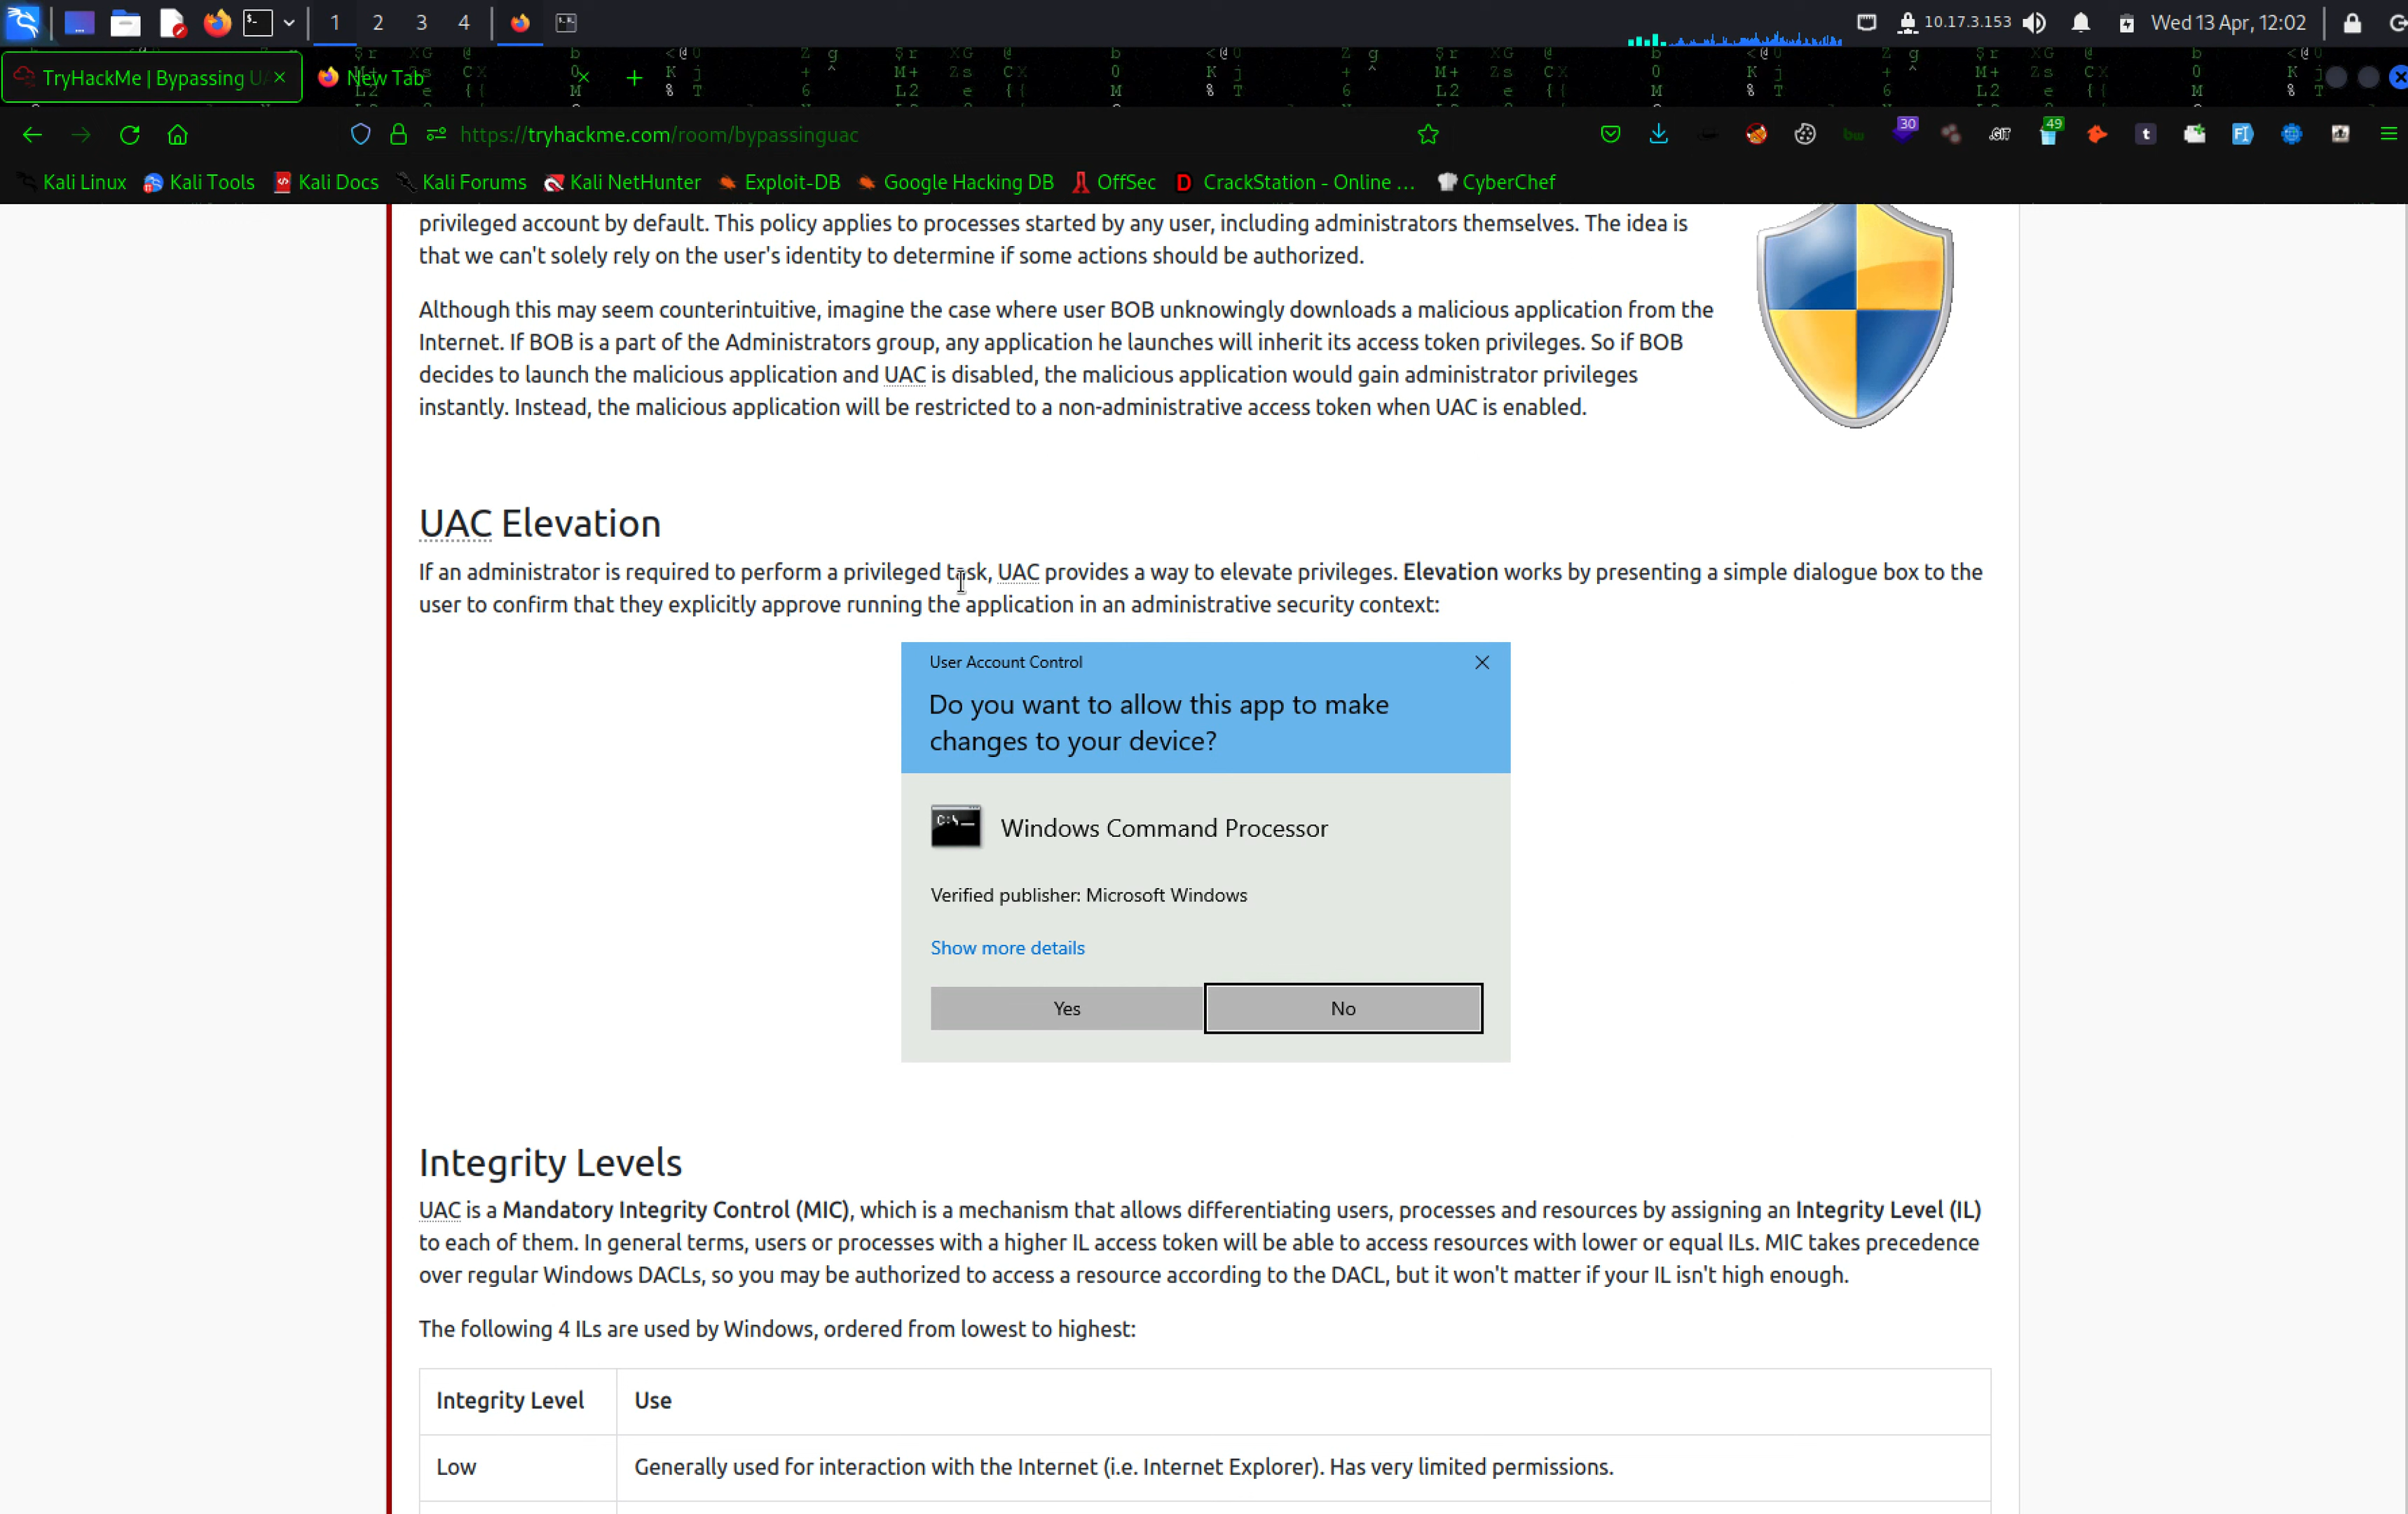 1 2 3 4 10.17.3.153 Wed 13 Apr, 12:02
TryHackMe | Bypassing UA New Tab
https://tryhackme.com/room/bypassinguac 30 .GIT 49 t
Kali Linux Kali Tools Kali Docs Kali Forums Kali NetHunter Exploit-DB Google Hacking DB OffSec CrackStation - Online ... CyberChef
privileged account by default. This policy applies to processes started by any user, including administrators themselves. The idea is
that we can't solely rely on the user's identity to determine if some actions should be authorized.
Although this may seem counterintuitive, imagine the case where user BOB unknowingly downloads a malicious application from the
Internet. If BOB is a part of the Administrators group, any application he launches will inherit its access token privileges. So if BOB
decides to launch the malicious application and UAC is disabled, the malicious application would gain administrator privileges
instantly. Instead, the malicious application will be restricted to a non-administrative access token when UAC is enabled.
UAC Elevation
If an administrator is required to perform a privileged task, UAC provides a way to elevate privileges. Elevation works by presenting a simple dialogue box to the
user to confirm that they explicitly approve running the application in an administrative security context:
User Account Control
Do you want to allow this app to make
changes to your device?
C:\_
Windows Command Processor
Verified publisher: Microsoft Windows
Show more details
Yes No
Integrity Levels
UAC is a Mandatory Integrity Control (MIC), which is a mechanism that allows differentiating users, processes and resources by assigning an Integrity Level (IL)
to each of them. In general terms, users or processes with a higher IL access token will be able to access resources with lower or equal ILs. MIC takes precedence
over regular Windows DACLs, so you may be authorized to access a resource according to the DACL, but it won't matter if your IL isn't high enough.
The following 4 ILs are used by Windows, ordered from lowest to highest:
Integrity Level Use
Low Generally used for interaction with the Internet (i.e. Internet Explorer). Has very limited permissions.